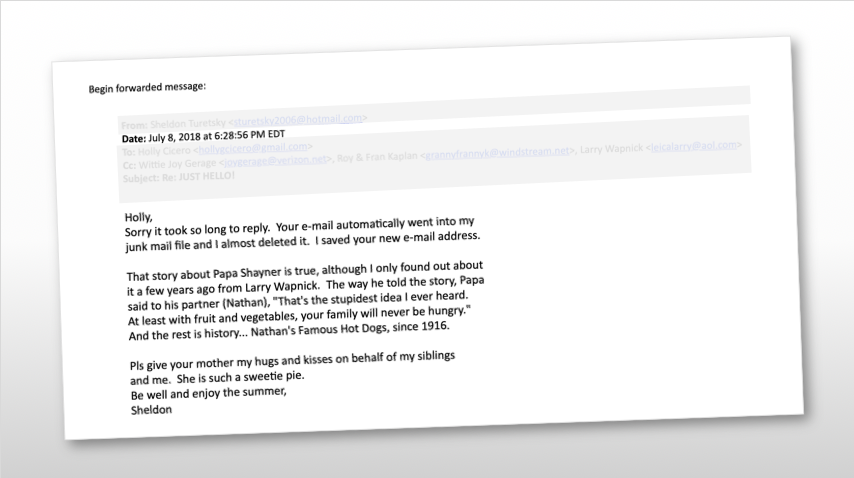 Begin forwarded message:
From: Sheldon Turetsky <sturetsky2006@hotmail.com>
Date: July 8, 2018 at 6:28:56 PM EDT
To: Holly Cicero <hollygcicero@gmail.com>
Cc: Wittie Joy Gerage <joygerage@verizon.net>, Roy & Fran Kaplan <grannyfrannyk@windstream.net>, Larry Wapnick <leicalarry@aol.com>
Subject: Re: JUST HELLO!
Holly,
Sorry it took so long to reply.  Your e-mail automatically went into my
junk mail file and I almost deleted it.  I saved your new e-mail address.
That story about Papa Shayner is true, although I only found out about
it a few years ago from Larry Wapnick.  The way he told the story, Papa
said to his partner (Nathan), "That's the stupidest idea I ever heard.
At least with fruit and vegetables, your family will never be hungry."
And the rest is history... Nathan's Famous Hot Dogs, since 1916.
Pls give your mother my hugs and kisses on behalf of my siblings
and me.  She is such a sweetie pie.
Be well and enjoy the summer,
Sheldon